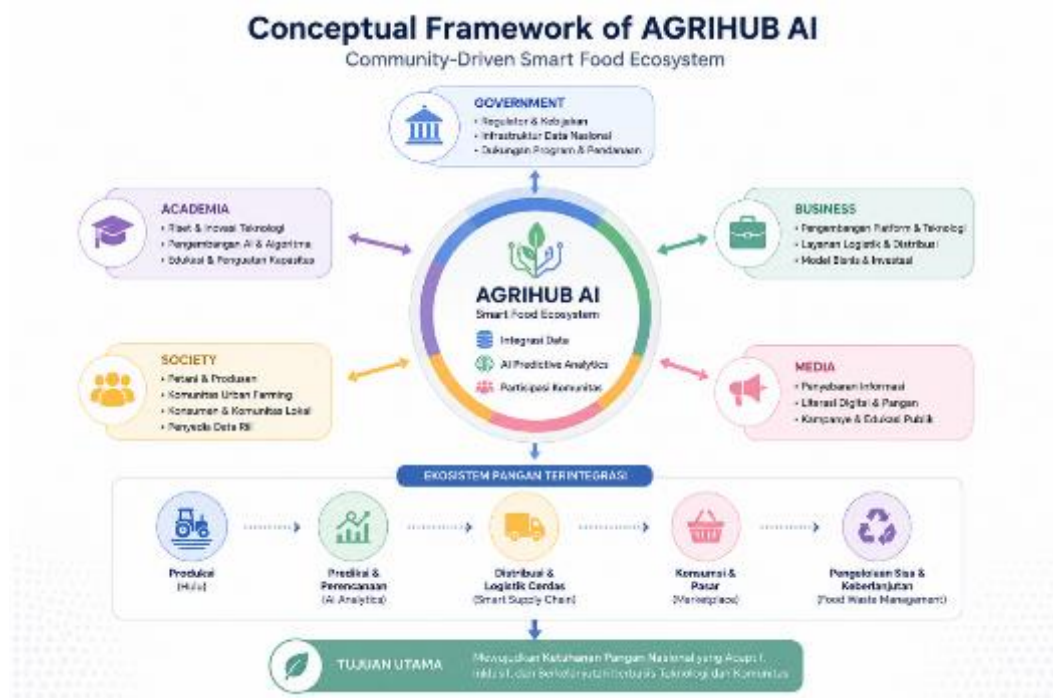 Conceptual Framework of AGRIHUB AI
Community-Driven Smart Food Ecosystem
GOVERNMENT
• Regulator & Kebijakan
• Infrastruktur Data Nasional
• Dukungan Program & Pendanaan
ACADEMIA
• Riset & Inovasi Teknologi
• Pengembangan AI & Algoritma
• Edukasi & Penguatan Kapasitas
BUSINESS
• Pengembangan Platform & Teknologi
• Layanan Logistik & Distribusi
• Model Bisnis & Investasi
AGRIHUB AI
Smart Food Ecosystem
Integrasi Data
AI Predictive Analytics
Partisipasi Komunitas
SOCIETY
• Petani & Produsen
• Komunitas Urban Farming
• Konsumen & Komunitas Lokal
• Penyedia Data Riil
MEDIA
• Penyebaran Informasi
• Literasi Digital & Pangan
• Kampanye & Edukasi Publik
EKOSISTEM PANGAN TERINTEGRASI
Produksi
(Hulu)
Prediksi &
Perencanaan
(AI Analytics)
Distribusi &
Logistik Cerdas
(Smart Supply Chain)
Konsumsi &
Pasar
(Marketplace)
Pengelolaan Sisa &
Keberlanjutan
(Food Waste Management)
TUJUAN UTAMA
Mewujudkan Ketahanan Pangan Nasional yang Adaptif,
Inklusif, dan Berkelanjutan berbasis Teknologi dan Komunitas